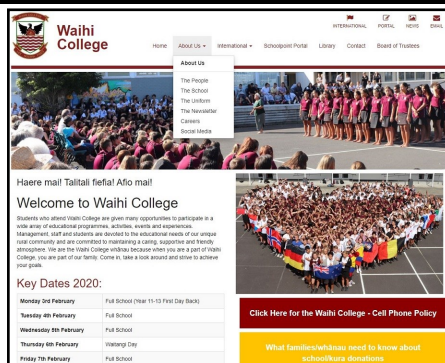 Waihi
College
INTERNATIONAL
PORTAL
NEWS
EMAIL
Home
About Us
International
Schoolpoint Portal
Library
Contact
Board of Trustees
About Us
The People
The School
The Uniform
The Newsletter
Careers
Social Media
Haere mai! Talitali fiefia! Afio mai!
Welcome to Waihi College
Students who attend Waihi College are given many opportunities to participate in a
wide array of educational programmes, activities, events and experiences.
Management, staff and students are devoted to the educational needs of our unique
rural community and are committed to maintaining a caring, supportive and friendly
atmosphere. We are the Waihi College whānau because when you are a part of Waihi
College, you are part of our family. Come in, take a look around and strive to achieve
your goals.
Key Dates 2020:
Monday 3rd February Full School (Year 11-13 First Day Back)
Tuesday 4th February Full School
Wednesday 5th February Full School
Thursday 6th February Waitangi Day
Friday 7th February Full School
Click Here for the Waihi College - Cell Phone Policy
What families/whānau need to know about
school/kura donations